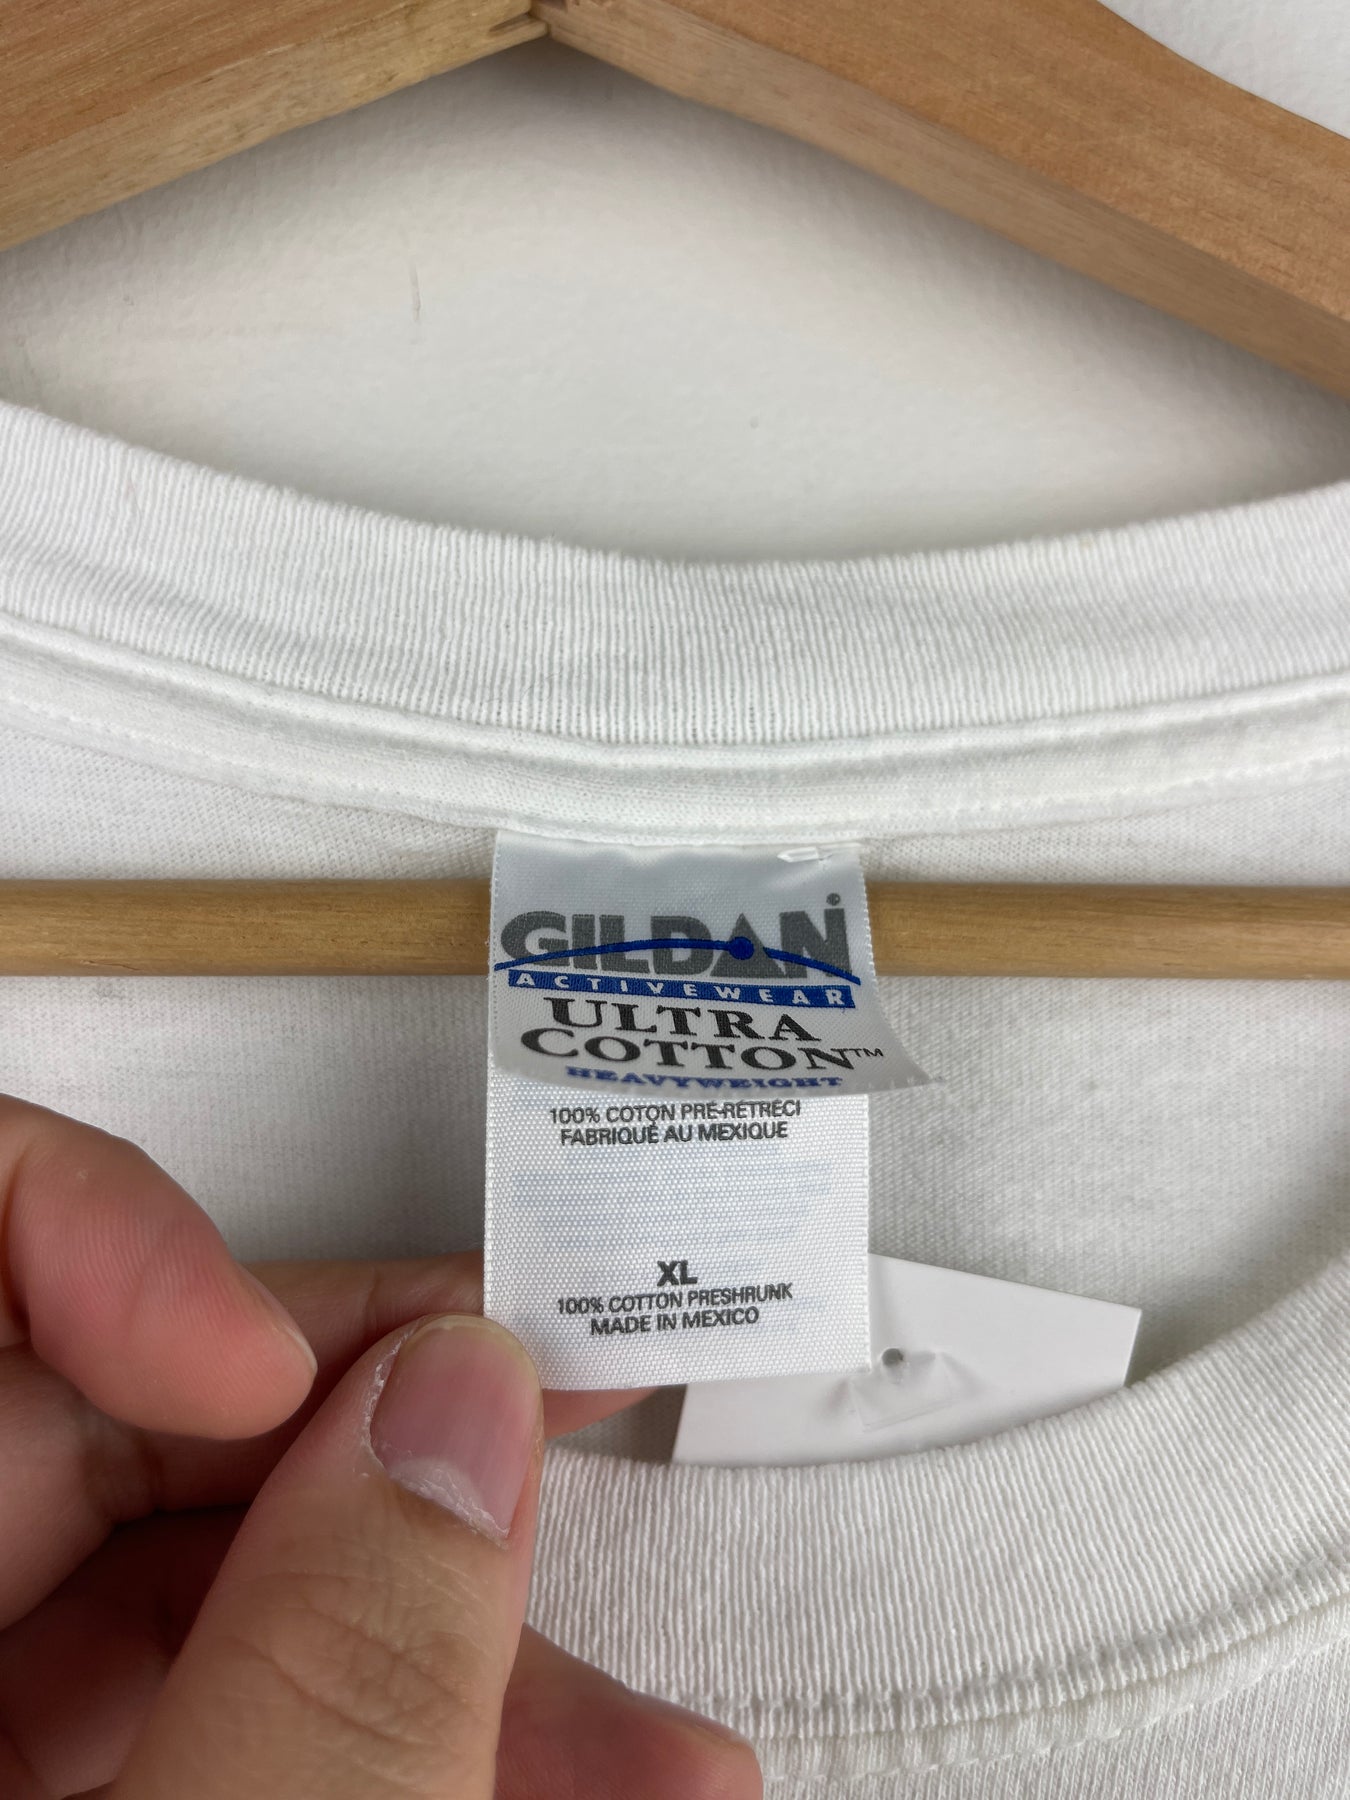 GILDAN®
ACTIVEWEAR
ULTRA
COTTON™
HEAVYWEIGHT
100% COTON PRÉ-RÉTRÉCI
FABRIQUÉ AU MEXIQUE
XL
100% COTTON PRESHRUNK
MADE IN MEXICO